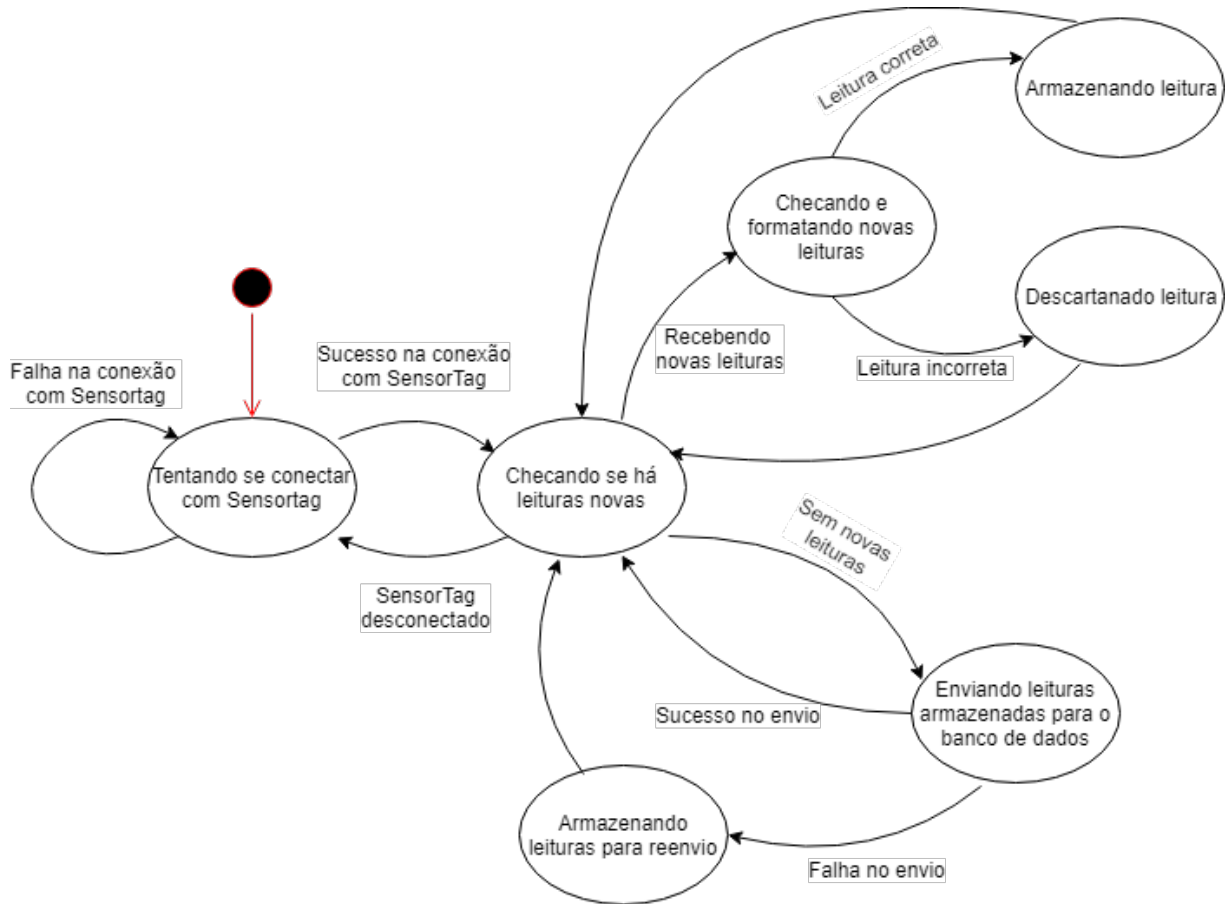 Leitura correta
Armazenando leitura
Checando e
formatando novas
leituras
Descartanado leitura
Recebendo
novas leituras
Leitura incorreta
Falha na conexão
com Sensortag
Sucesso na conexão
com SensorTag
Tentando se conectar
com Sensortag
Checando se há
leituras novas
Sem novas
leituras
SensorTag
desconectado
Enviando leituras
armazenadas para o
banco de dados
Sucesso no envio
Armazenando
leituras para reenvio
Falha no envio